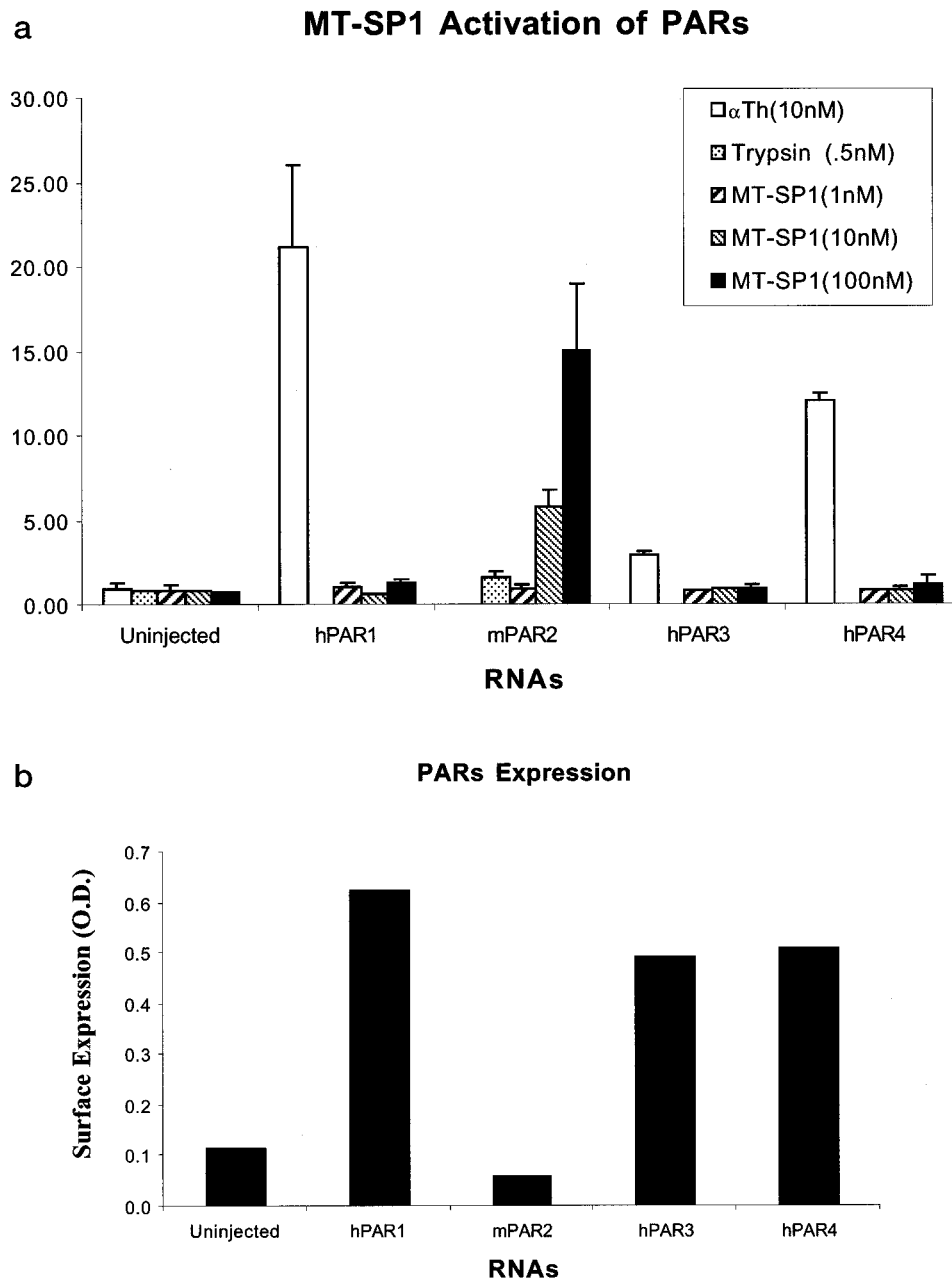 a
MT-SP1 Activation of PARs
30.00
25.00
20.00
15.00
10.00
5.00
0.00
αTh(10nM)
Trypsin (.5nM)
MT-SP1(1nM)
MT-SP1(10nM)
MT-SP1(100nM)
Uninjected hPAR1 mPAR2 hPAR3 hPAR4
RNAs
b
PARs Expression
Surface Expression (O.D.)
0.7
0.6
0.5
0.4
0.3
0.2
0.1
0.0
Uninjected hPAR1 mPAR2 hPAR3 hPAR4
RNAs